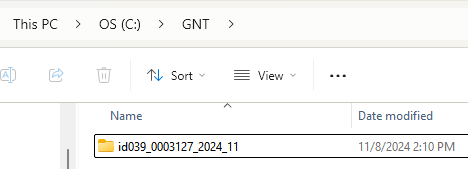 This PC > OS (C:) > GNT >
Sort View ...
Name Date modified
id039_0003127_2024_11 11/8/2024 2:10 PM